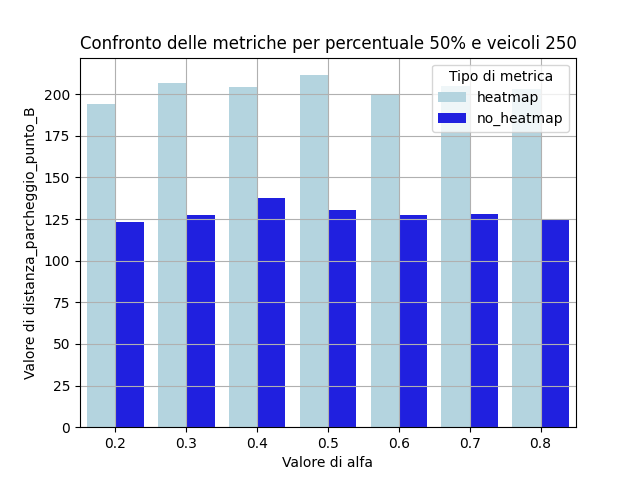 Confronto delle metriche per percentuale 50% e veicoli 250
Tipo di metrica
heatmap
no_heatmap
Valore di distanza_parcheggio_punto_B
200
175
150
125
100
75
50
25
0
0.2 0.3 0.4 0.5 0.6 0.7 0.8
Valore di alfa